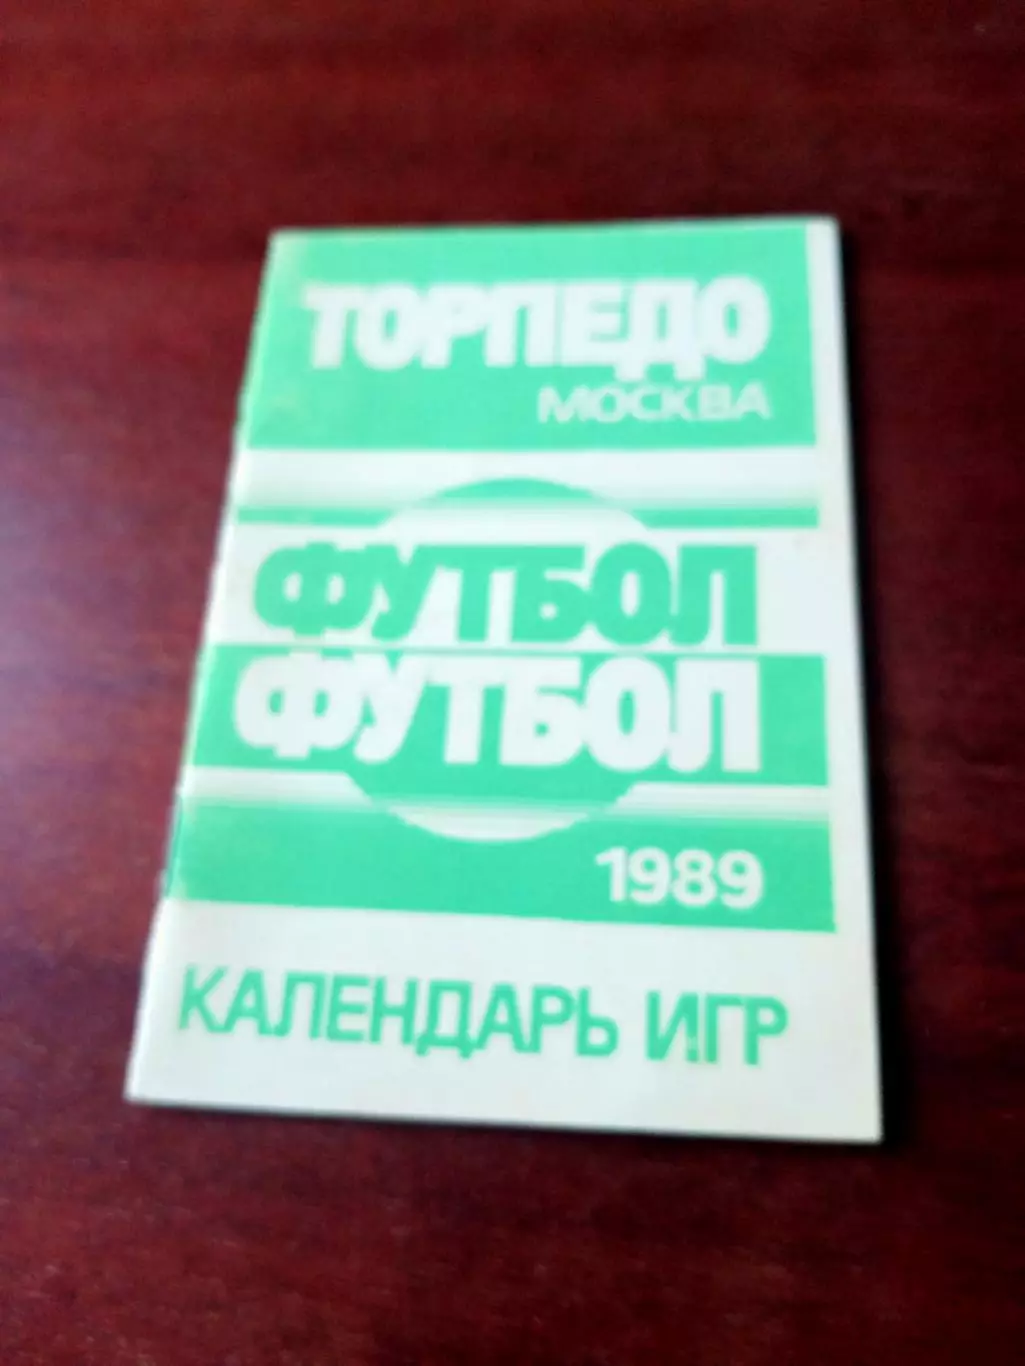 ТОРПЕДО
МОСКВА
ФУТБОЛ
ФУТБОЛ
1989
КАЛЕНДАРЬ ИГР